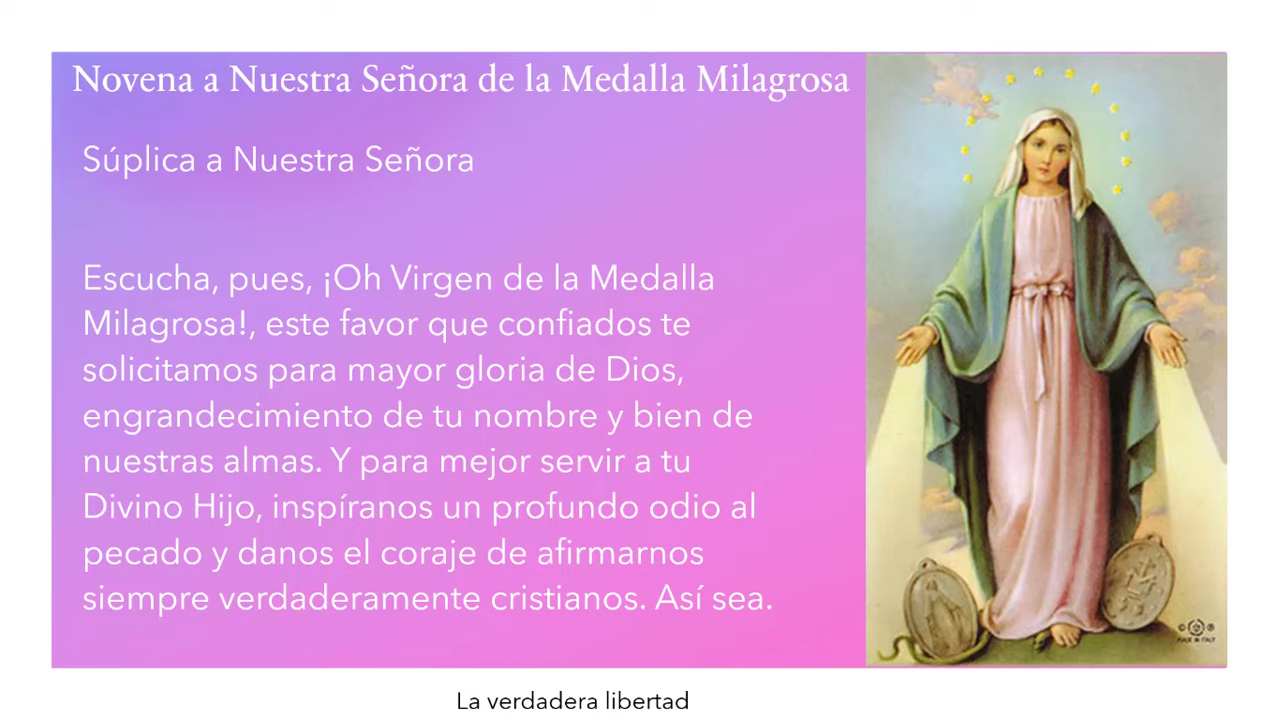 Novena a Nuestra Señora de la Medalla Milagrosa
Súplica a Nuestra Señora
Escucha, pues, ¡Oh Virgen de la Medalla
Milagrosa!, este favor que confiados te
solicitamos para mayor gloria de Dios,
engrandecimiento de tu nombre y bien de
nuestras almas. Y para mejor servir a tu
Divino Hijo, inspíranos un profundo odio al
pecado y danos el coraje de afirmarnos
siempre verdaderamente cristianos. Así sea.
MADE IN ITALY
La verdadera libertad